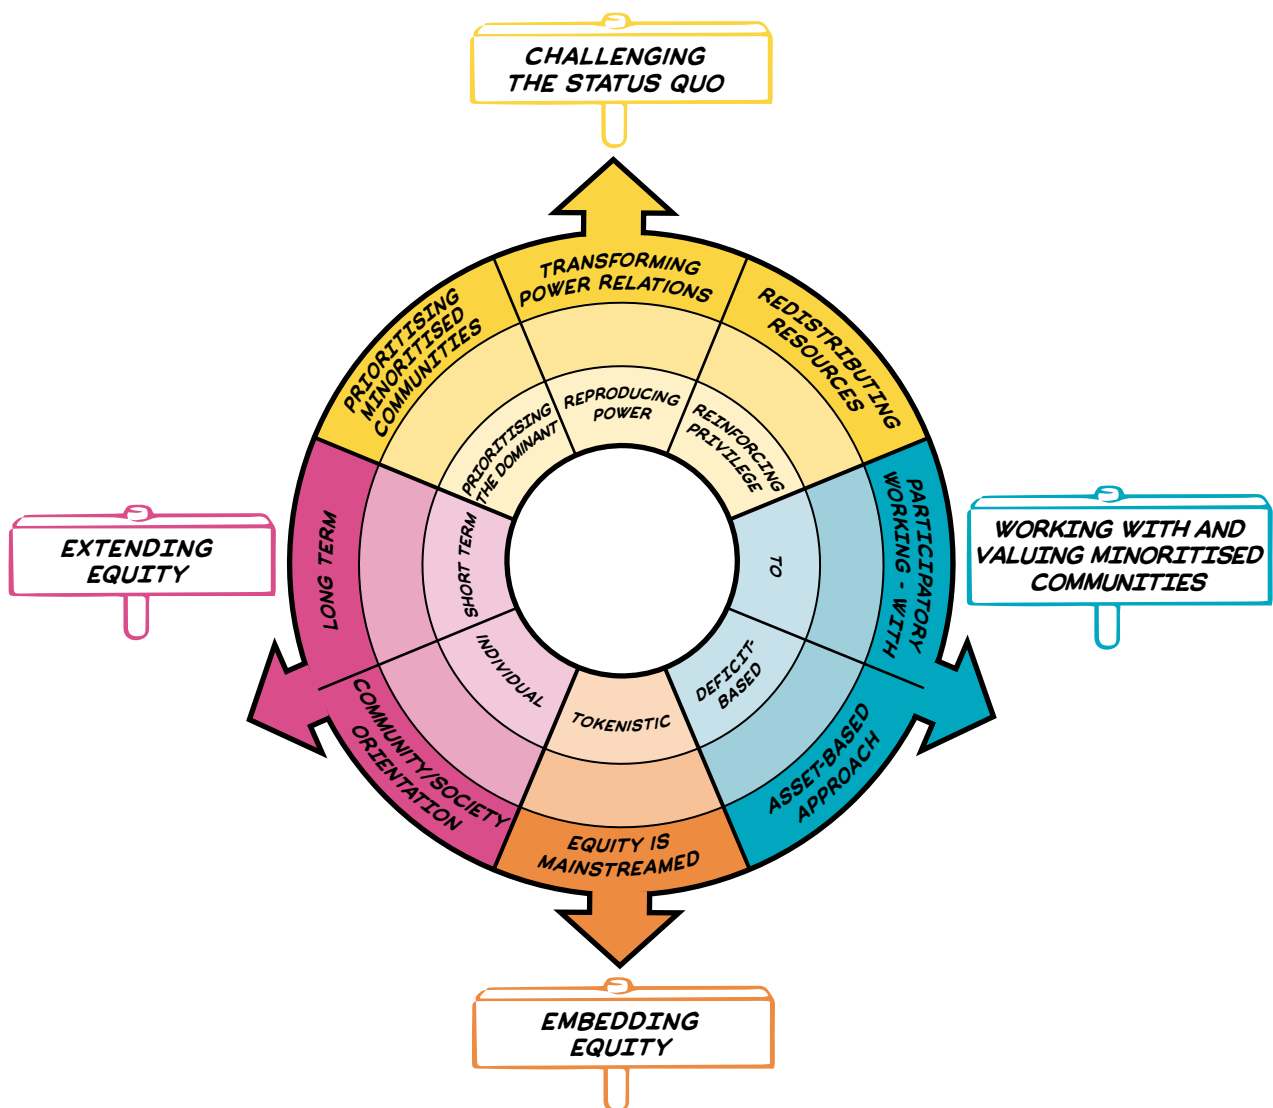 CHALLENGING
THE STATUS QUO
TRANSFORMING
POWER RELATIONS
REDISTRIBUTING
RESOURCES
PRIORITISING
MINORITISED
COMMUNITIES
REPRODUCING
POWER
REINFORCING
PRIVILEGE
PRIORITISING
THE DOMINANT
EXTENDING
EQUITY
LONG TERM
SHORT TERM
TO
PARTICIPATORY
WORKING - WITH
WORKING WITH AND
VALUING MINORITISED
COMMUNITIES
INDIVIDUAL
COMMUNITY/SOCIETY
ORIENTATION
TOKENISTIC
DEFICIT-
BASED
ASSET-BASED
APPROACH
EQUITY IS
MAINSTREAMED
EMBEDDING
EQUITY